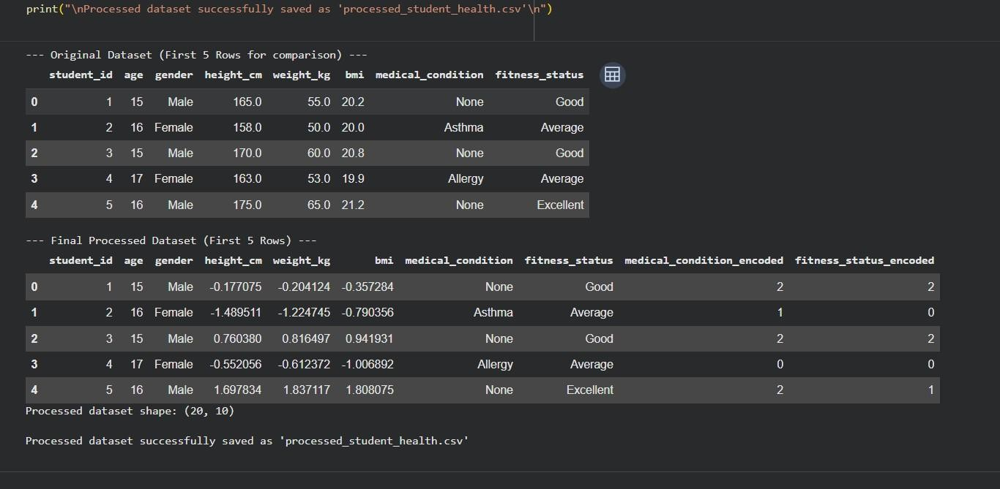 print("\nProcessed dataset successfully saved as 'processed_student_health.csv'\n")
--- Original Dataset (First 5 Rows for comparison) ---
student_id age gender height_cm weight_kg bmi medical_condition fitness_status
0 1 15 Male 165.0 55.0 20.2 None Good
1 2 16 Female 158.0 50.0 20.0 Asthma Average
2 3 15 Male 170.0 60.0 20.8 None Good
3 4 17 Female 163.0 53.0 19.9 Allergy Average
4 5 16 Male 175.0 65.0 21.2 None Excellent
--- Final Processed Dataset (First 5 Rows) ---
student_id age gender height_cm weight_kg bmi medical_condition fitness_status medical_condition_encoded fitness_status_encoded
0 1 15 Male -0.177075 -0.204124 -0.357284 None Good 2 2
1 2 16 Female -1.489511 -1.224745 -0.790356 Asthma Average 1 0
2 3 15 Male 0.760380 0.816497 0.941931 None Good 2 2
3 4 17 Female -0.552056 -0.612372 -1.006892 Allergy Average 0 0
4 5 16 Male 1.697834 1.837117 1.808075 None Excellent 2 1
Processed dataset shape: (20, 10)
Processed dataset successfully saved as 'processed_student_health.csv'